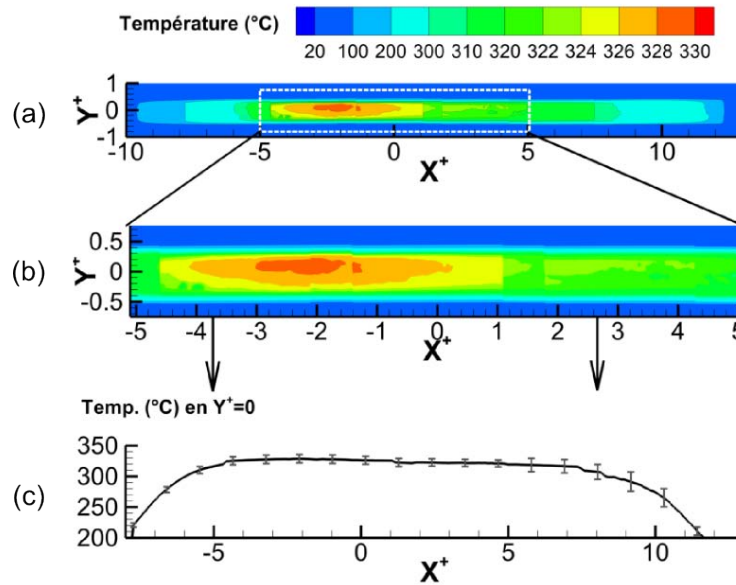 Température (°C)
20 100 200 300 310 320 322 324 326 328 330
(a)
Y+
1
0
-1
-10 -5 0 5 10
X+
(b)
Y+
0.5
0
-0.5
-5 -4 -3 -2 -1 0 1 2 3 4 5
X+
Temp. (°C) en Y+=0
(c)
350
300
250
200
-5 0 5 10
X+